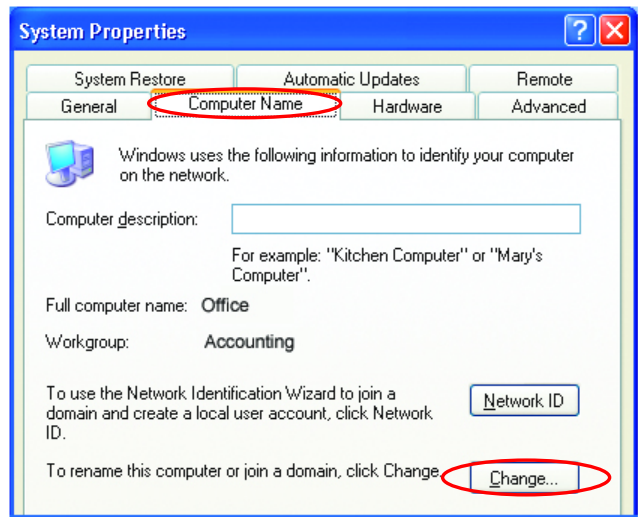 System Properties
System Restore Automatic Updates Remote
General Computer Name Hardware Advanced
Windows uses the following information to identify your computer
on the network.
Computer description:
For example: "Kitchen Computer" or "Mary's
Computer".
Full computer name: Office
Workgroup: Accounting
To use the Network Identification Wizard to join a
domain and create a local user account, click Network
ID.
Network ID
To rename this computer or join a domain, click Change.
Change...